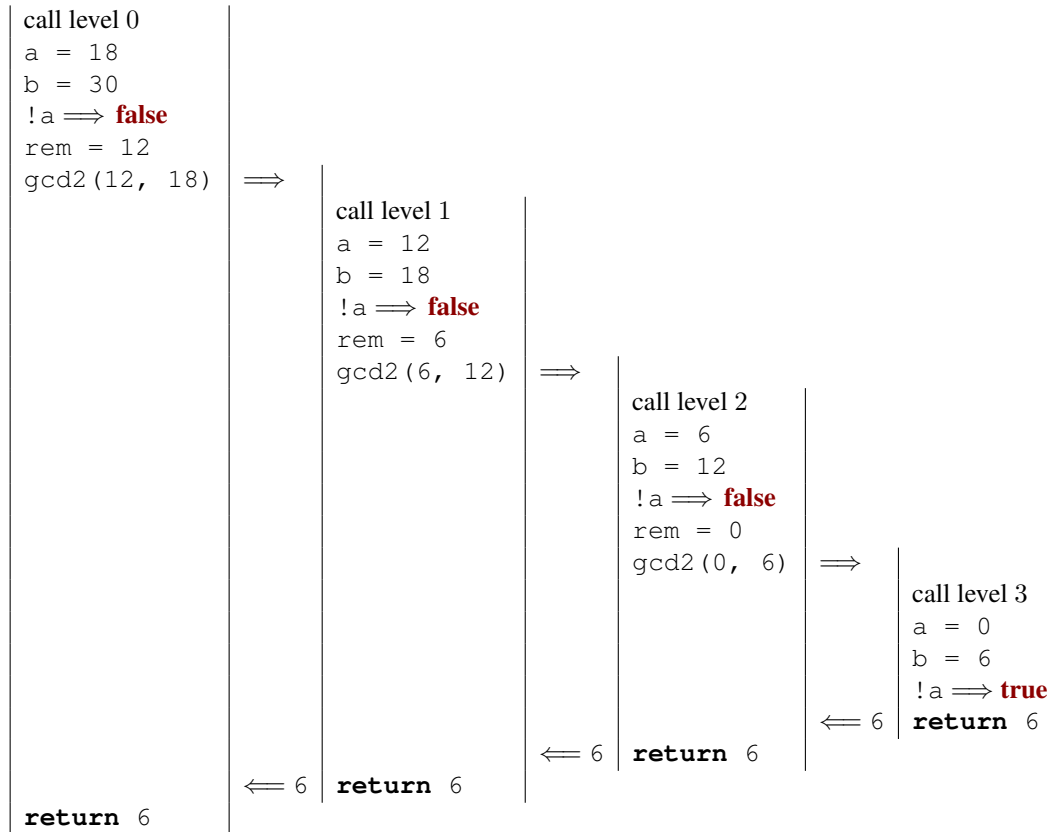 call level 0
a = 18
b = 30
!a ⟹ false
rem = 12
gcd2(12, 18) ⟹
call level 1
a = 12
b = 18
!a ⟹ false
rem = 6
gcd2(6, 12) ⟹
call level 2
a = 6
b = 12
!a ⟹ false
rem = 0
gcd2(0, 6) ⟹
call level 3
a = 0
b = 6
!a ⟹ true
⟸ 6 return 6
⟸ 6 return 6
⟸ 6 return 6
return 6